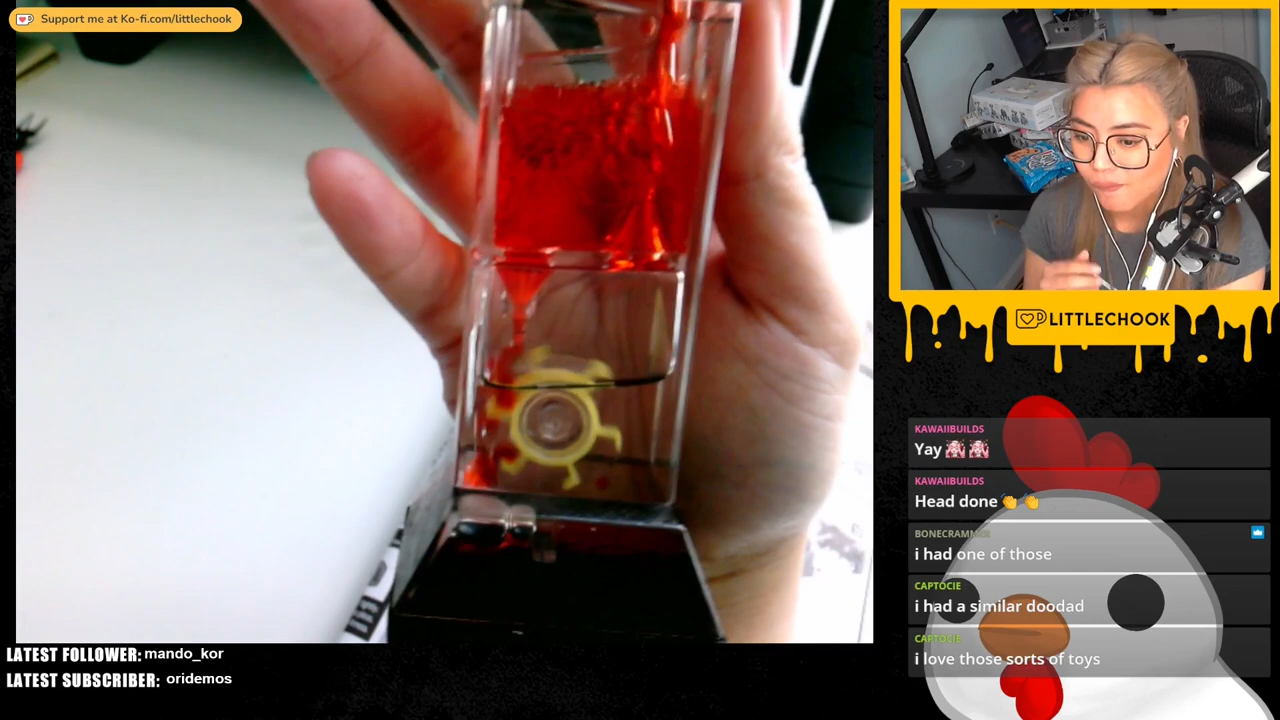 Support me at Ko-fi.com/littlechook
LITTLECHOOK
KAWAIIBUILDS
Yay
KAWAIIBUILDS
Head done 👏 👏
i had one of those
CAPTOCIE
i had a similar doodad
CAPTOCIE
i love those sorts of toys
LATEST FOLLOWER: mando_kor
LATEST SUBSCRIBER: oridemos